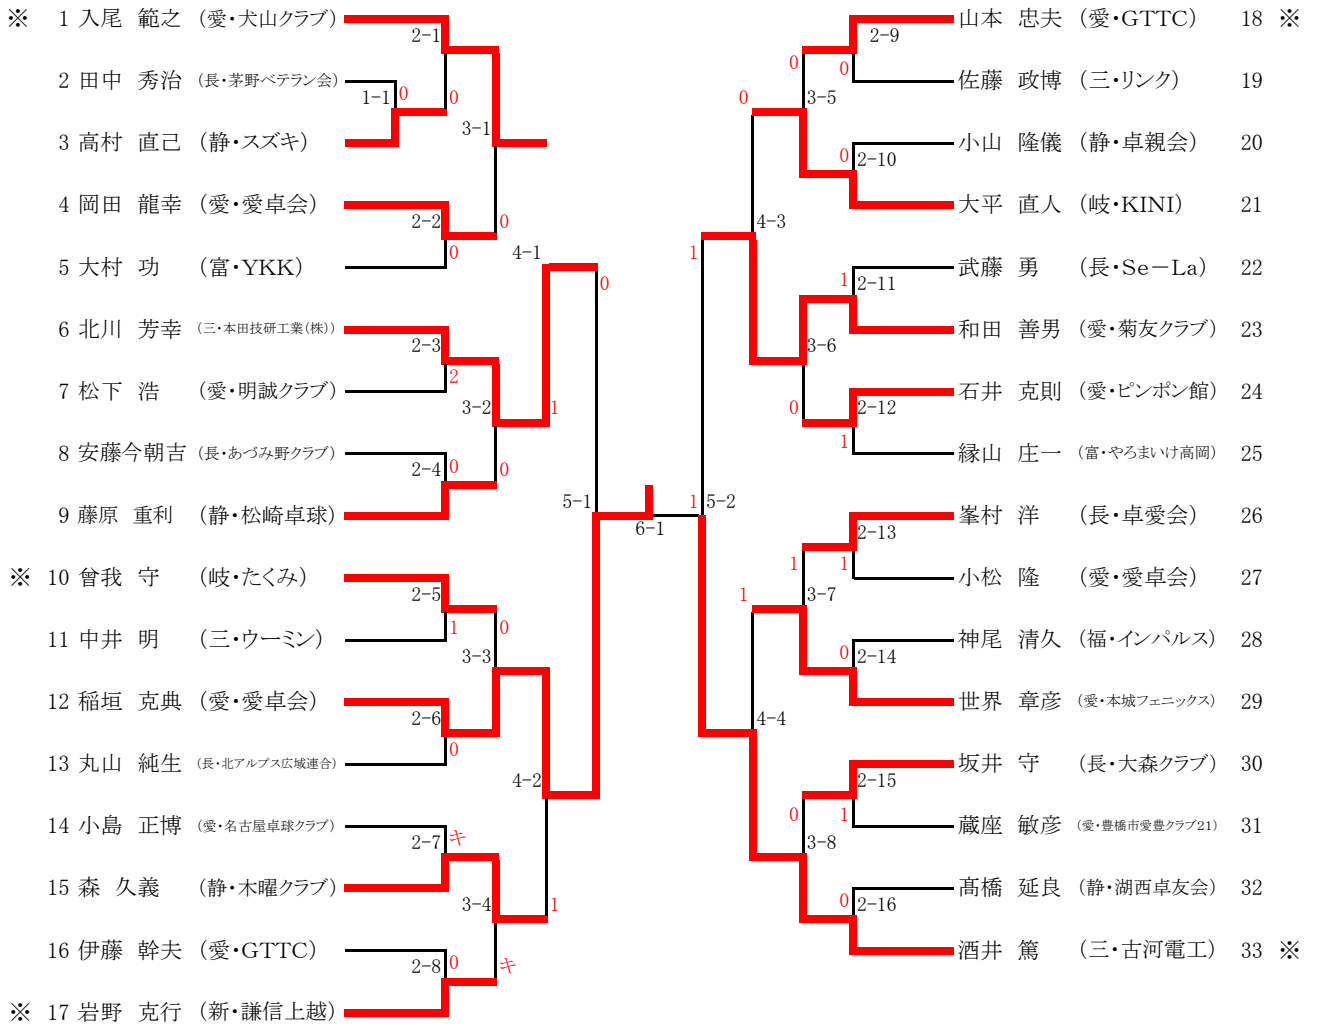 ※ 1 入尾 範之 (愛・犬山クラブ)
2 田中 秀治 (長・茅野ベテラン会)
3 高村 直己 (静・スズキ)
4 岡田 龍幸 (愛・愛卓会)
5 大村 功 (富・YKK)
6 北川 芳幸 (三・本田技研工業(株))
7 松下 浩 (愛・明誠クラブ)
8 安藤今朝吉 (長・あづみ野クラブ)
9 藤原 重利 (静・松崎卓球)
※ 10 曾我 守 (岐・たくみ)
11 中井 明 (三・ウーミン)
12 稲垣 克典 (愛・愛卓会)
13 丸山 純生 (長・北アルプス広域連合)
14 小島 正博 (愛・名古屋卓球クラブ)
15 森 久義 (静・木曜クラブ)
16 伊藤 幹夫 (愛・GTTC)
※ 17 岩野 克行 (新・謙信上越)
2-1
1-1 0
0
3-1
2-2
0
0
4-1
0
2-3
2
3-2
1
2-4 0
0
5-1
2-5
1
0
3-3
2-6
0
4-2
2-7 キ
3-4
1
2-8 0
キ
6-1
山本 忠夫 (愛・GTTC) 18 ※
佐藤 政博 (三・リンク) 19
小山 隆儀 (静・卓親会) 20
大平 直人 (岐・KINI) 21
武藤 勇 (長・Se-La) 22
和田 善男 (愛・菊友クラブ) 23
石井 克則 (愛・ピンポン館) 24
縁山 庄一 (富・やろまいけ高岡) 25
峯村 洋 (長・卓愛会) 26
小松 隆 (愛・愛卓会) 27
神尾 清久 (福・インパルス) 28
世界 章彦 (愛・本城フェニックス) 29
坂井 守 (長・大森クラブ) 30
蔵座 敏彦 (愛・豊橋市愛豊クラブ21) 31
髙橋 延良 (静・湖西卓友会) 32
酒井 篤 (三・古河電工) 33 ※
2-9
0
0
3-5
0
0 2-10
4-3
1
1 2-11
3-6
2-12
0
1
1 5-2
2-13
1
1
3-7
1
0 2-14
4-4
2-15
0
1
3-8
0 2-16